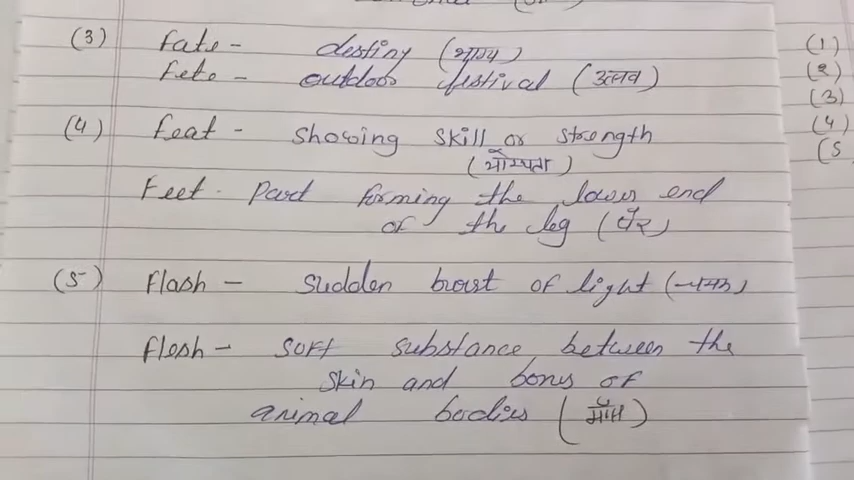 (3) Fate - destiny (भाग्य)
Fete - outdoor festival (उत्सव)
(4) Feat - showing skill or strength
(योग्यता)
Feet - part forming the lower end
of the leg (पैर)
(5) Flash - sudden burst of light (चमक)
Flesh - soft substance between the
skin and bones of
animal bodies (माँस)
(1)
(2)
(3)
(4)
(5